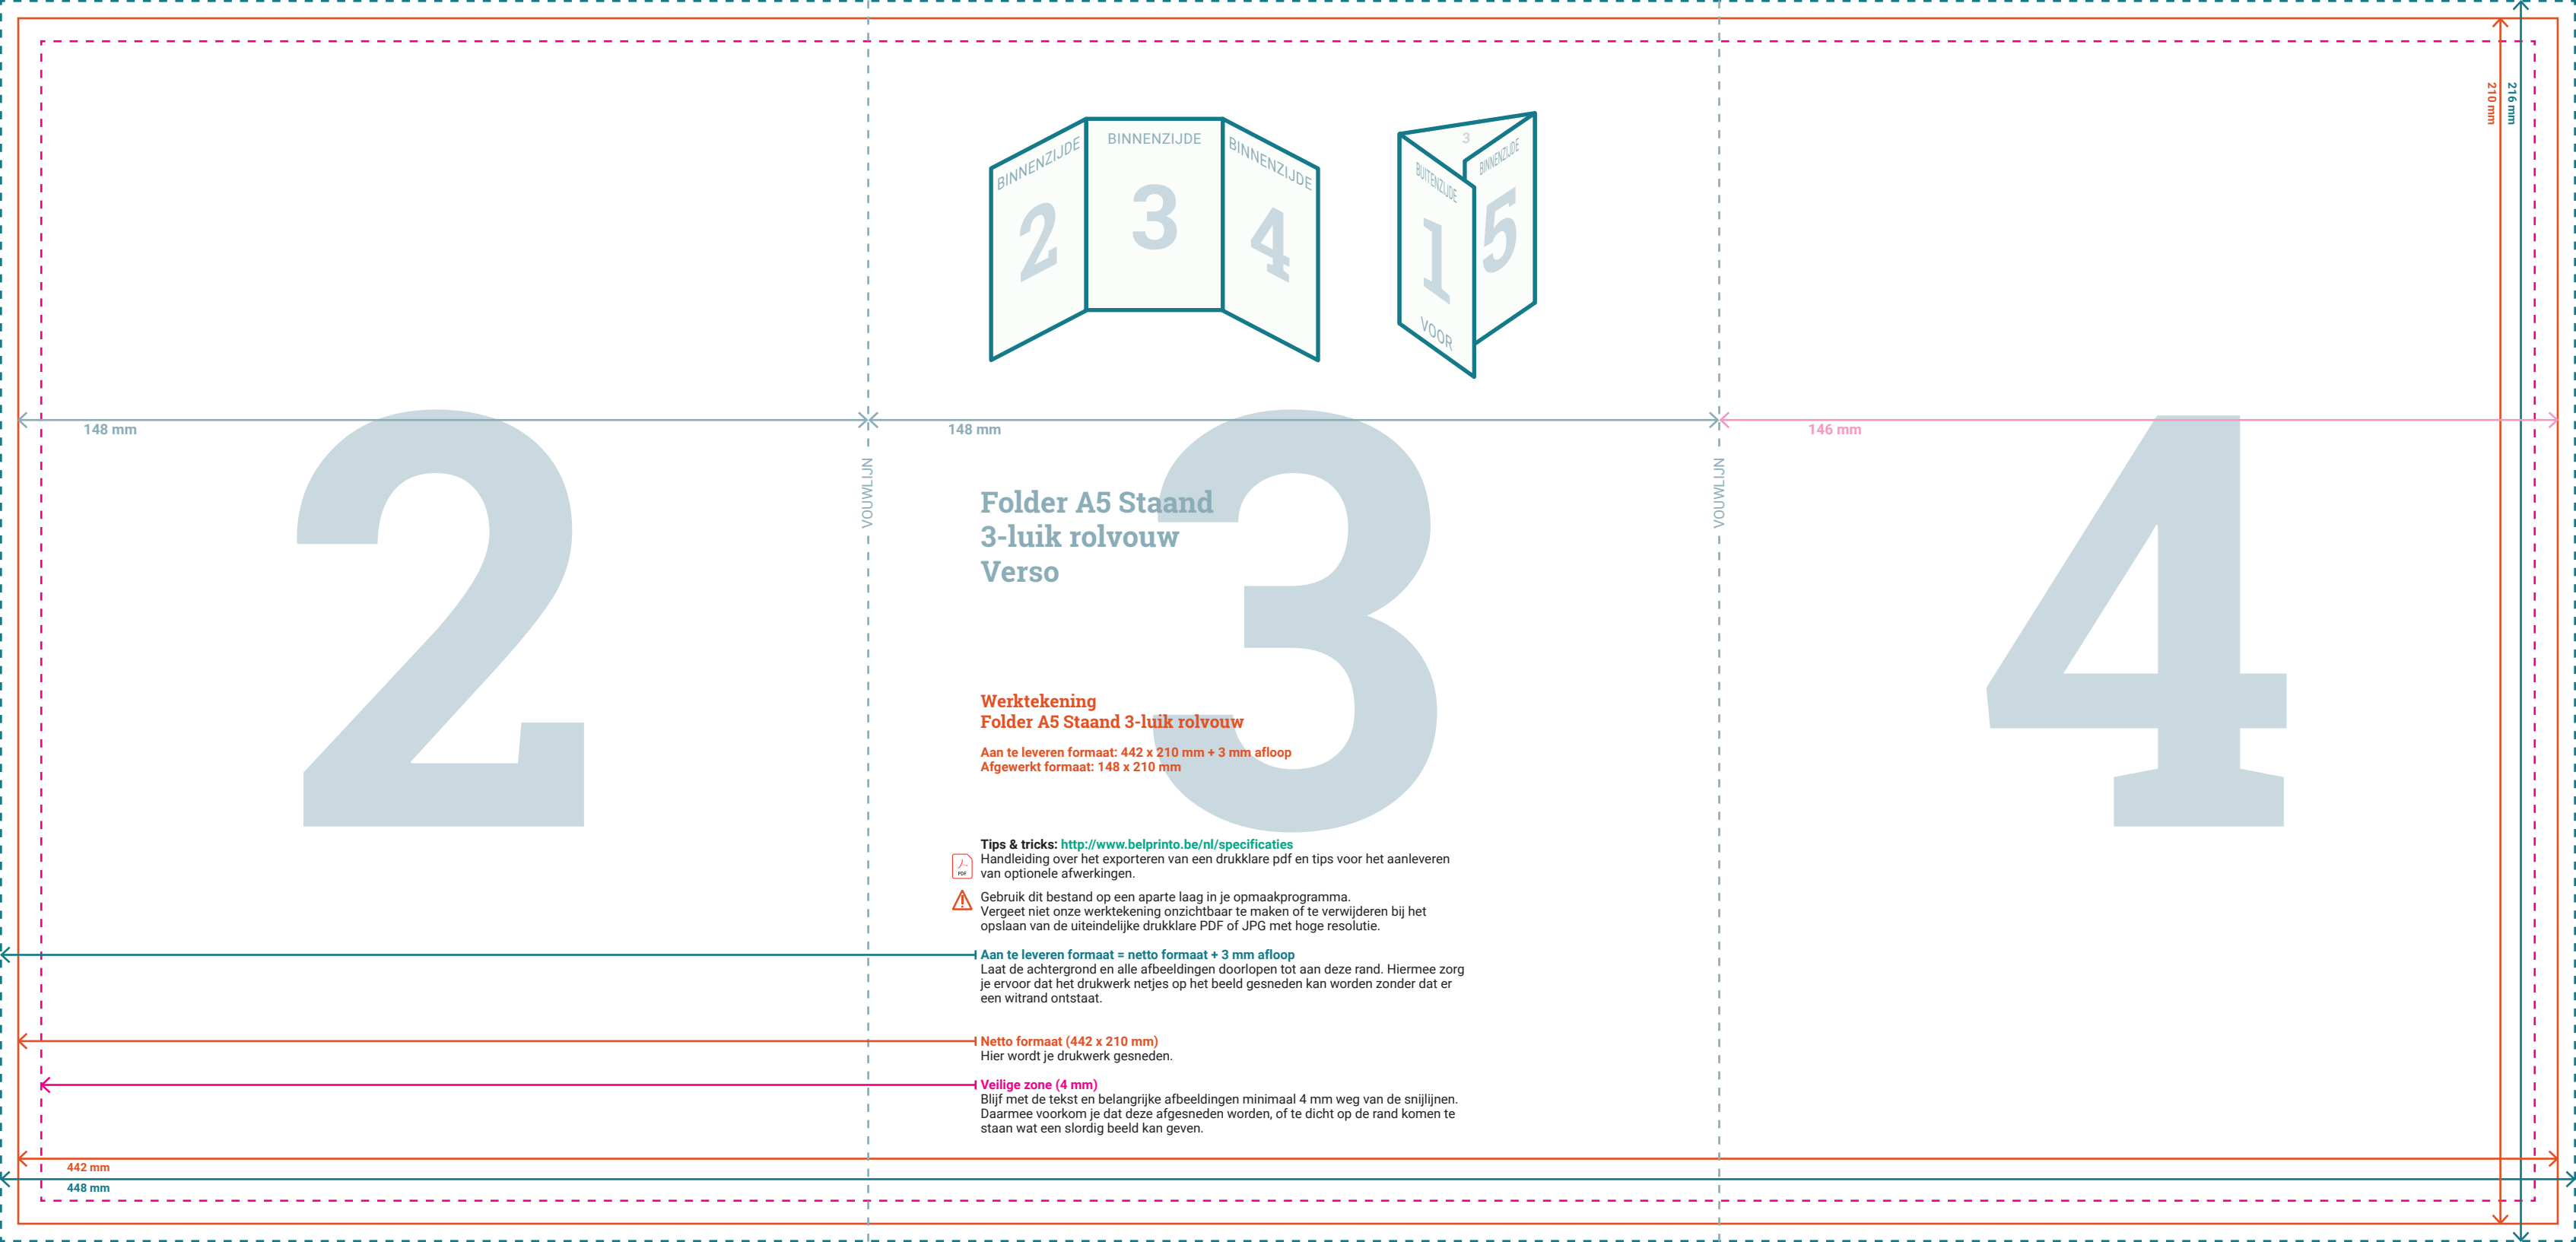 210 mm
216 mm
BINNENZIJDE
2
BINNENZIJDE
3
BINNENZIJDE
4
3
BUITENZIJDE
1
VOOR
BINNENZIJDE
5
148 mm
148 mm
146 mm
VOUWLIJN
VOUWLIJN
2
3
4
Folder A5 Staand
3-luik rolvouw
Verso
Werktekening
Folder A5 Staand 3-luik rolvouw
Aan te leveren formaat: 442 x 210 mm + 3 mm afloop
Afgewerkt formaat: 148 x 210 mm
Tips & tricks: http://www.belprinto.be/nl/specificaties
Handleiding over het exporteren van een drukklare pdf en tips voor het aanleveren
van optionele afwerkingen.
PDF
Gebruik dit bestand op een aparte laag in je opmaakprogramma.
Vergeet niet onze werktekening onzichtbaar te maken of te verwijderen bij het
opslaan van de uiteindelijke drukklare PDF of JPG met hoge resolutie.
Aan te leveren formaat = netto formaat + 3 mm afloop
Laat de achtergrond en alle afbeeldingen doorlopen tot aan deze rand. Hiermee zorg
je ervoor dat het drukwerk netjes op het beeld gesneden kan worden zonder dat er
een witrand ontstaat.
Netto formaat (442 x 210 mm)
Hier wordt je drukwerk gesneden.
Veilige zone (4 mm)
Blijf met de tekst en belangrijke afbeeldingen minimaal 4 mm weg van de snijlijnen.
Daarmee voorkom je dat deze afgesneden worden, of te dicht op de rand komen te
staan wat een slordig beeld kan geven.
442 mm
448 mm